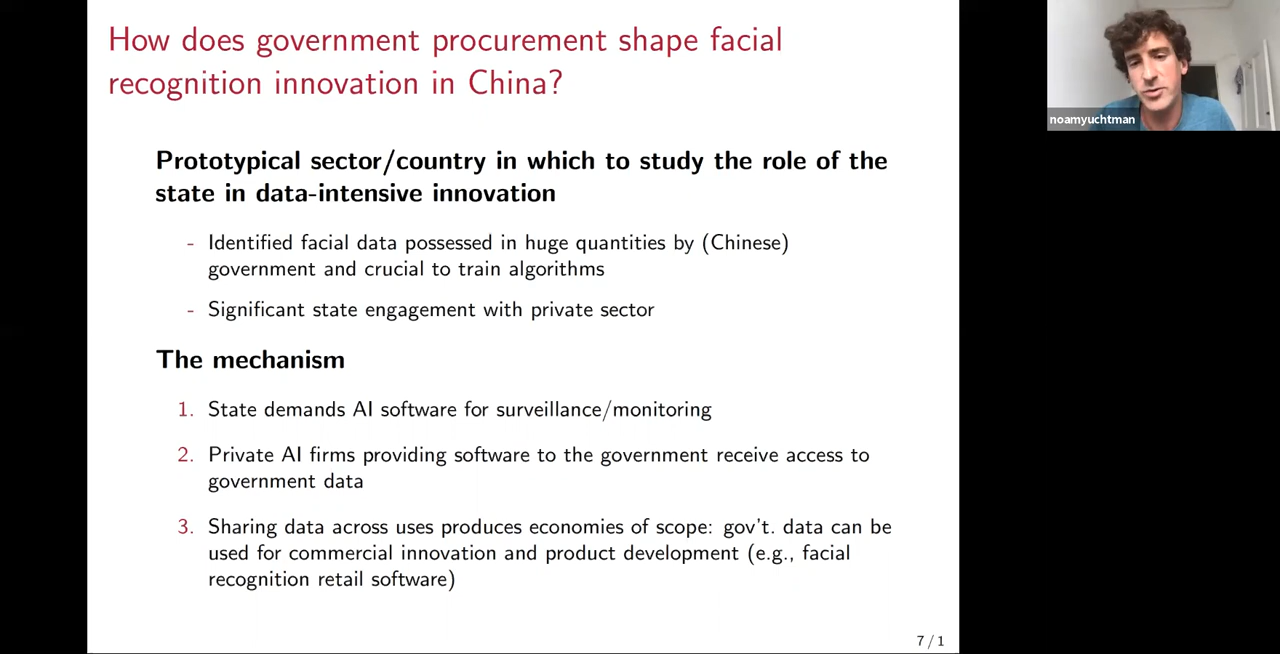 How does government procurement shape facial
recognition innovation in China?
Prototypical sector/country in which to study the role of the
state in data-intensive innovation
- Identified facial data possessed in huge quantities by (Chinese)
government and crucial to train algorithms
- Significant state engagement with private sector
The mechanism
1. State demands AI software for surveillance/monitoring
2. Private AI firms providing software to the government receive access to
government data
3. Sharing data across uses produces economies of scope: gov't. data can be
used for commercial innovation and product development (e.g., facial
recognition retail software)
7 / 1
noamyuchtman